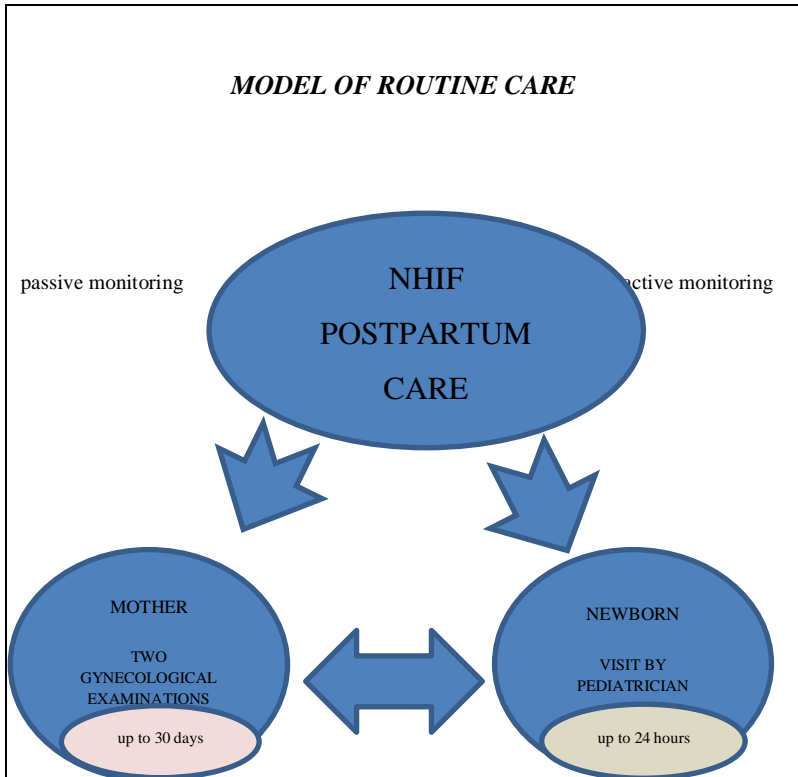 MODEL OF ROUTINE CARE
passive monitoring
NHIF
POSTPARTUM
CARE
ctive monitoring
MOTHER
TWO
GYNECOLOGICAL
EXAMINATIONS
up to 30 days
NEWBORN
VISIT BY
PEDIATRICIAN
up to 24 hours